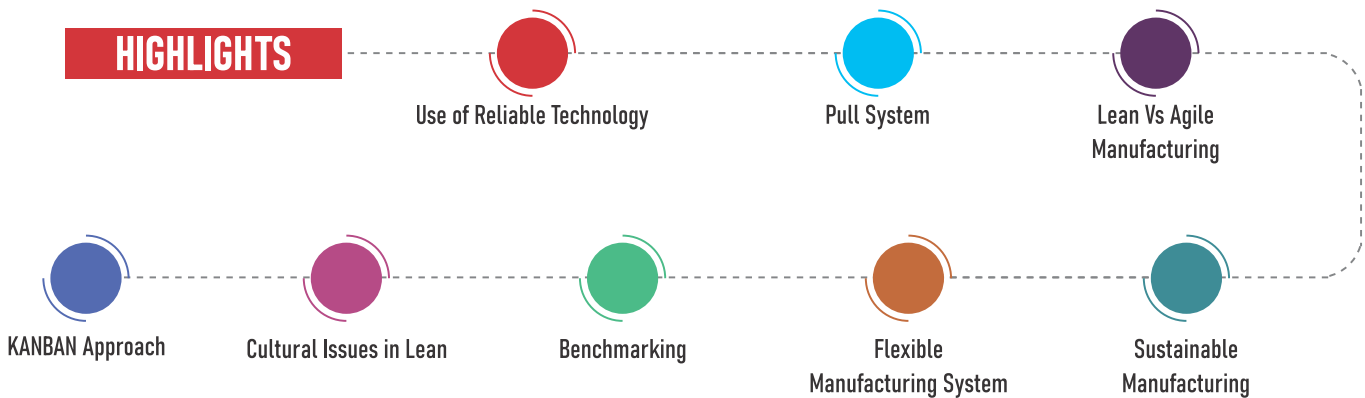 HIGHLIGHTS
Use of Reliable Technology
Pull System
Lean Vs Agile
Manufacturing
KANBAN Approach
Cultural Issues in Lean
Benchmarking
Flexible
Manufacturing System
Sustainable
Manufacturing